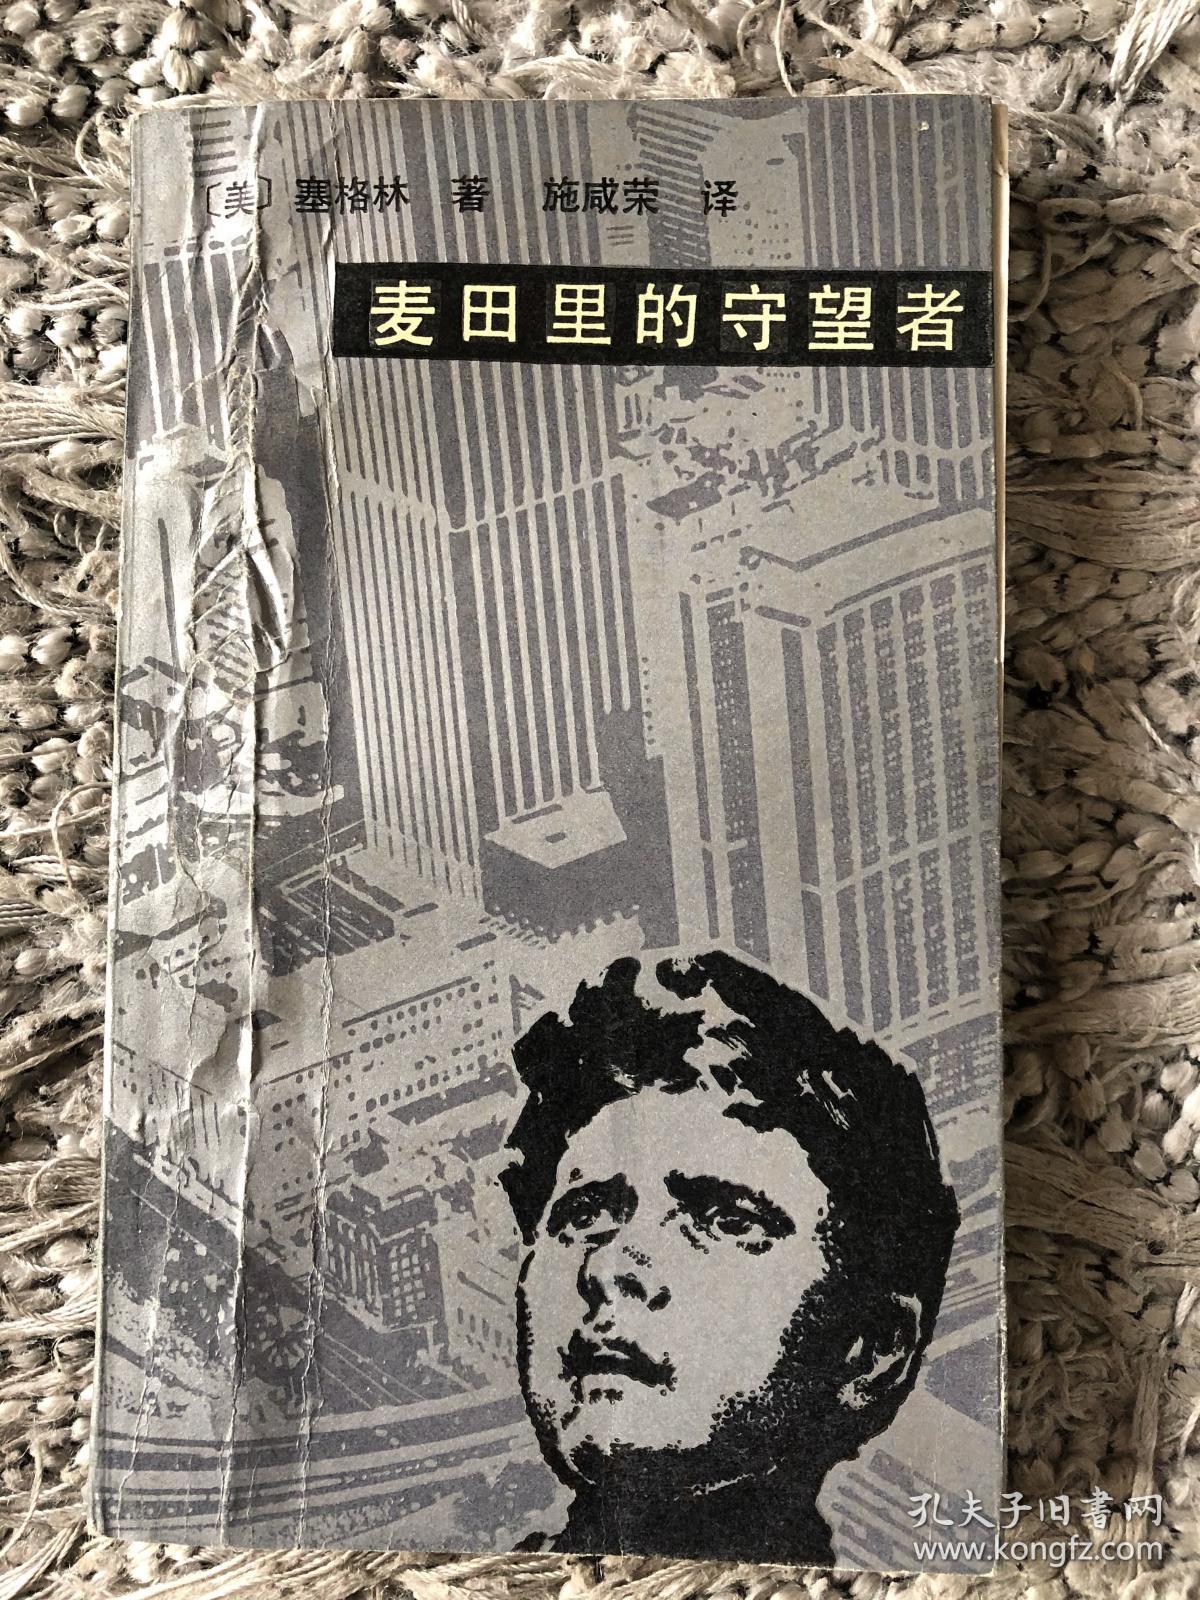 〔美〕塞格林 著 施咸荣 译
麦田里的守望者
孔夫子旧書网
www.kongfz.com